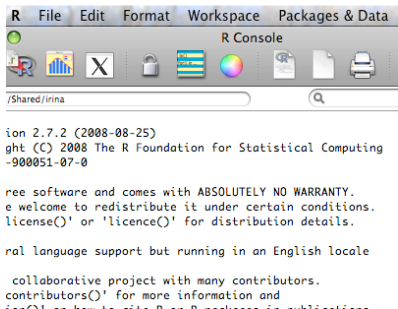 R File Edit Format Workspace Packages & Data
R Console
X
/Shared/irina
ion 2.7.2 (2008-08-25)
ght (C) 2008 The R Foundation for Statistical Computing
-900051-07-0
ree software and comes with ABSOLUTELY NO WARRANTY.
e welcome to redistribute it under certain conditions.
license()' or 'licence()' for distribution details.
ral language support but running in an English locale
collaborative project with many contributors.
contributors()' for more information and